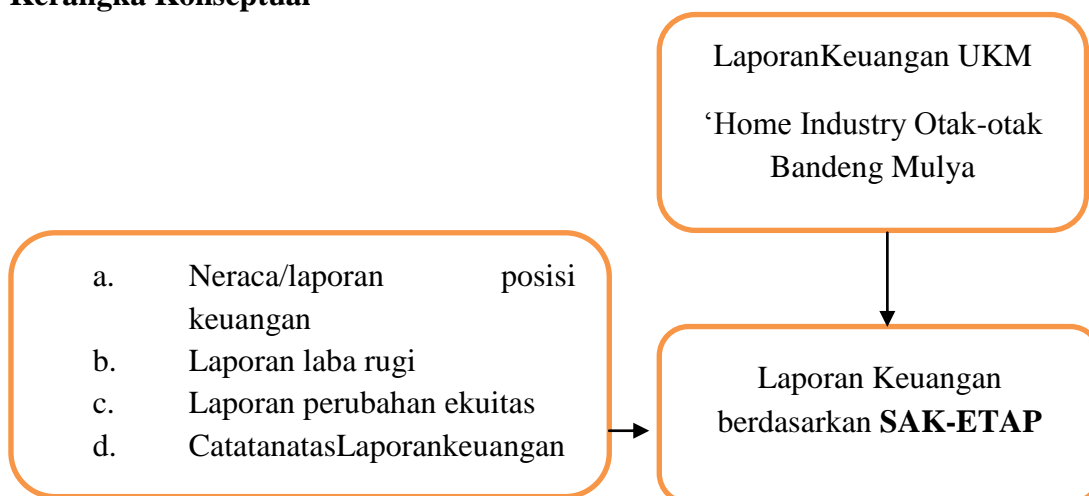 Kerangka Konseptual
LaporanKeuangan UKM
‘Home Industry Otak-otak
Bandeng Mulya
a. Neraca/laporan posisi
keuangan
b. Laporan laba rugi
c. Laporan perubahan ekuitas
d. CatatanatasLaporankeuangan
Laporan Keuangan
berdasarkan SAK-ETAP